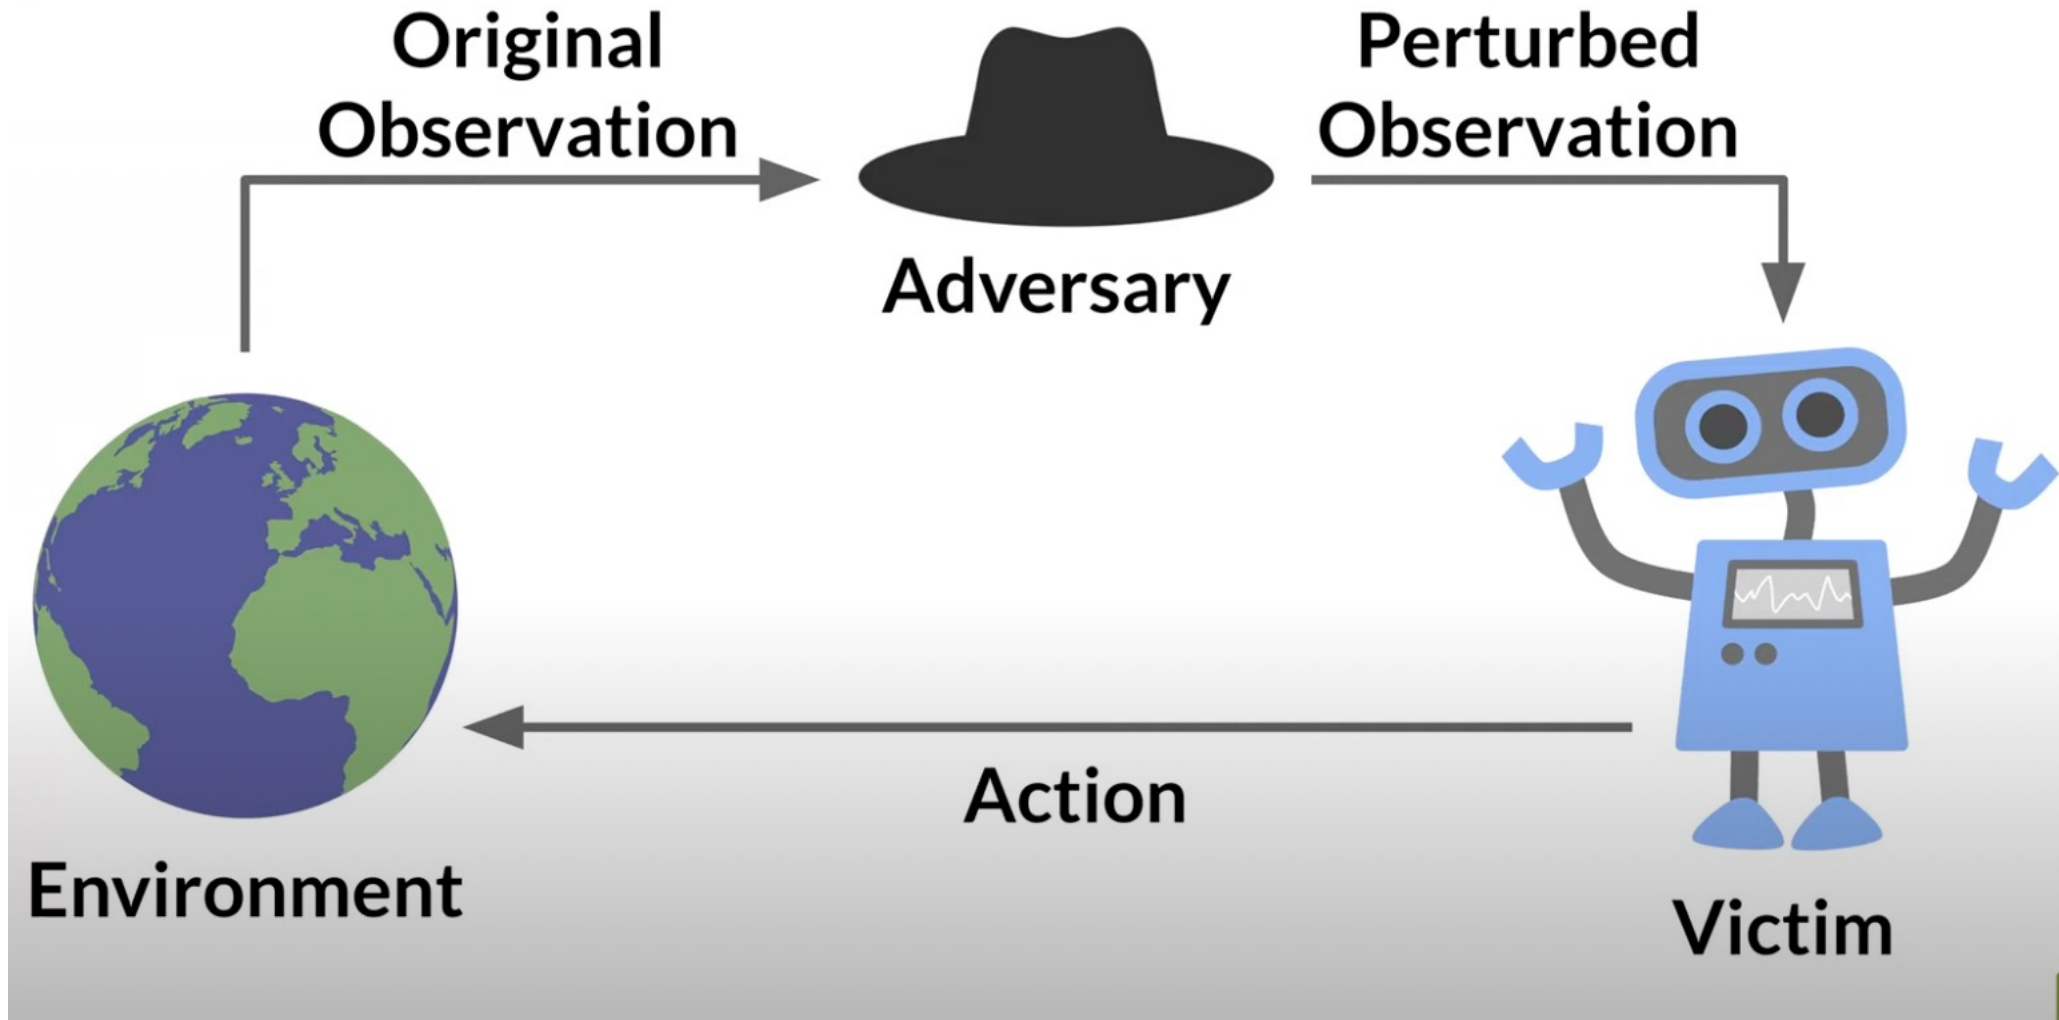 Original
Observation
Perturbed
Observation
Adversary
Action
Environment
Victim